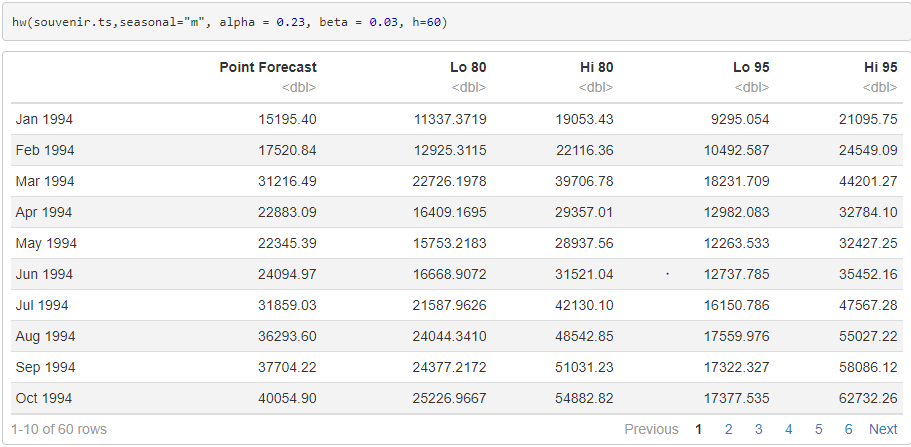 hw(souvenir.ts,seasonal="m", alpha = 0.23, beta = 0.03, h=60)
Point Forecast Lo 80 Hi 80 Lo 95 Hi 95
<dbl> <dbl> <dbl> <dbl> <dbl>
Jan 1994 15195.40 11337.3719 19053.43 9295.054 21095.75
Feb 1994 17520.84 12925.3115 22116.36 10492.587 24549.09
Mar 1994 31216.49 22726.1978 39706.78 18231.709 44201.27
Apr 1994 22883.09 16409.1695 29357.01 12982.083 32784.10
May 1994 22345.39 15753.2183 28937.56 12263.533 32427.25
Jun 1994 24094.97 16668.9072 31521.04 12737.785 35452.16
Jul 1994 31859.03 21587.9626 42130.10 16150.786 47567.28
Aug 1994 36293.60 24044.3410 48542.85 17559.976 55027.22
Sep 1994 37704.22 24377.2172 51031.23 17322.327 58086.12
Oct 1994 40054.90 25226.9667 54882.82 17377.535 62732.26
1-10 of 60 rows Previous 1 2 3 4 5 6 Next